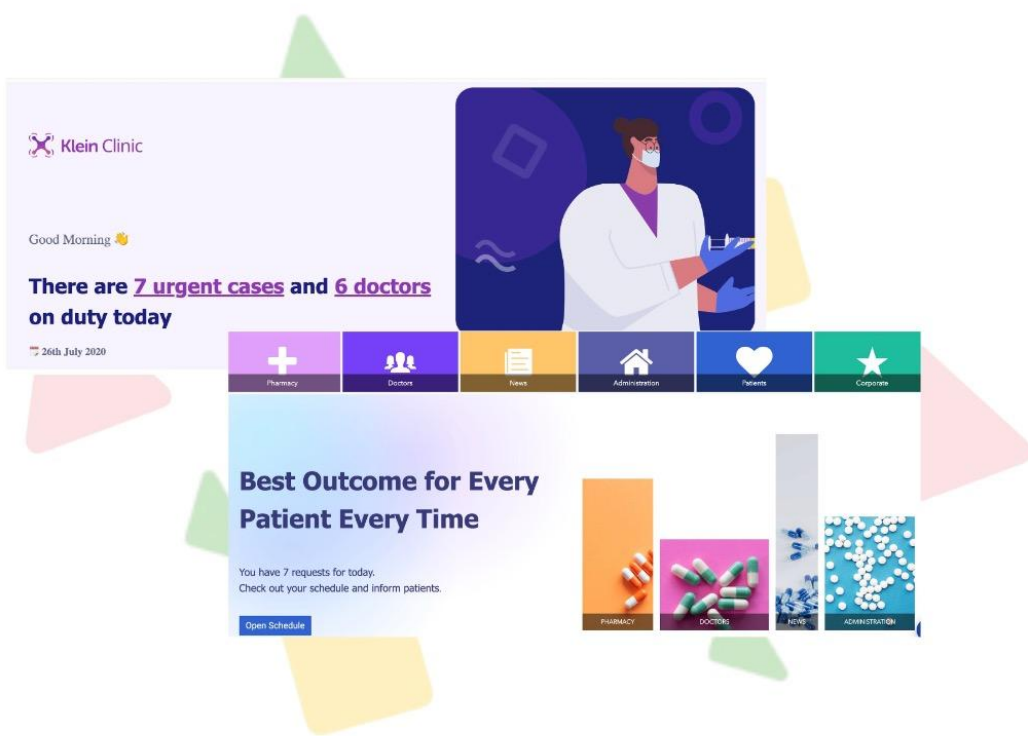 Klein Clinic
Good Morning 👋
There are 7 urgent cases and 6 doctors
on duty today
📅 26th July 2020
Pharmacy
Doctors
News
Administration
Patients
Corporate
Best Outcome for Every
Patient Every Time
You have 7 requests for today.
Check out your schedule and inform patients.
Open Schedule
PHARMACY
DOCTORS
NEWS
ADMINISTRATION